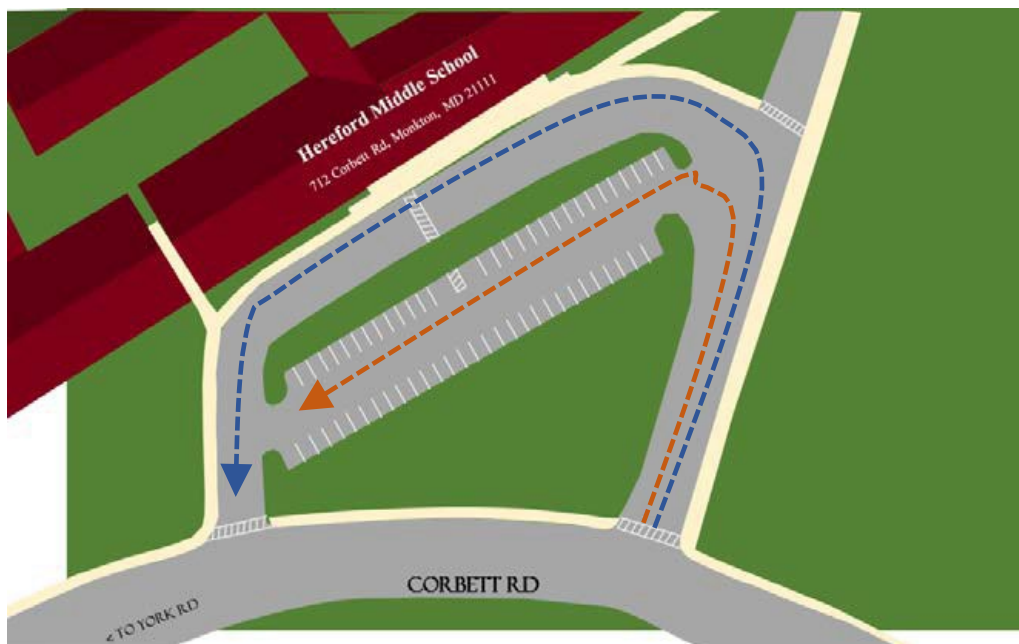 Hereford Middle School
712 Corbett Rd, Monkton, MD 21111
CORBETT RD
< TO YORK RD